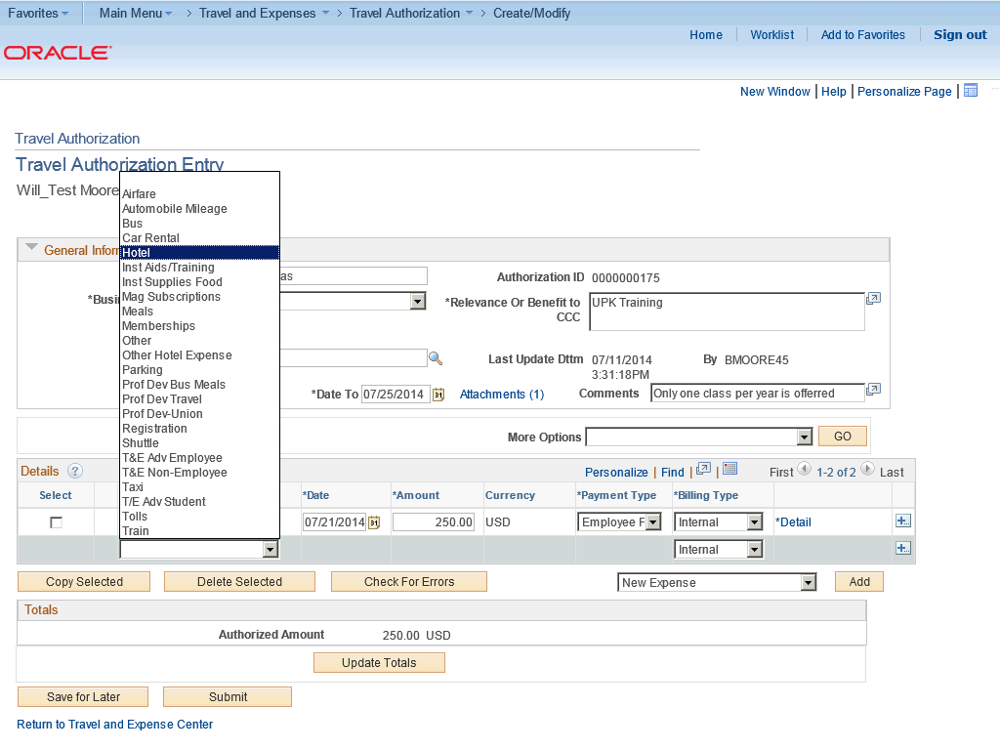 Favorites Main Menu > Travel and Expenses > Travel Authorization > Create/Modify
Home Worklist Add to Favorites Sign out
ORACLE
New Window | Help | Personalize Page |
Travel Authorization
Travel Authorization Entry
Will_Test Moore
Airfare
Automobile Mileage
Bus
Car Rental
Hotel
Inst Aids/Training
Inst Supplies Food
Mag Subscriptions
Meals
Memberships
Other
Other Hotel Expense
Parking
Prof Dev Bus Meals
Prof Dev Travel
Prof Dev-Union
Registration
Shuttle
T&E Adv Employee
T&E Non-Employee
Taxi
T/E Adv Student
Tolls
Train
General
Authorization ID 0000000175
*Relevance Or Benefit to CCC UPK Training
Last Update Dttm 07/11/2014 3:31:18PM By BMOORE45
*Date To 07/25/2014 31 Attachments (1) Comments Only one class per year is offerred
More Options GO
Details ? Personalize | Find | | First 1-2 of 2 Last
Select *Date *Amount Currency *Payment Type *Billing Type
07/21/2014 31 250.00 USD Employee Internal *Detail
Internal
Copy Selected Delete Selected Check For Errors New Expense Add
Totals
Authorized Amount 250.00 USD
Update Totals
Save for Later Submit
Return to Travel and Expense Center